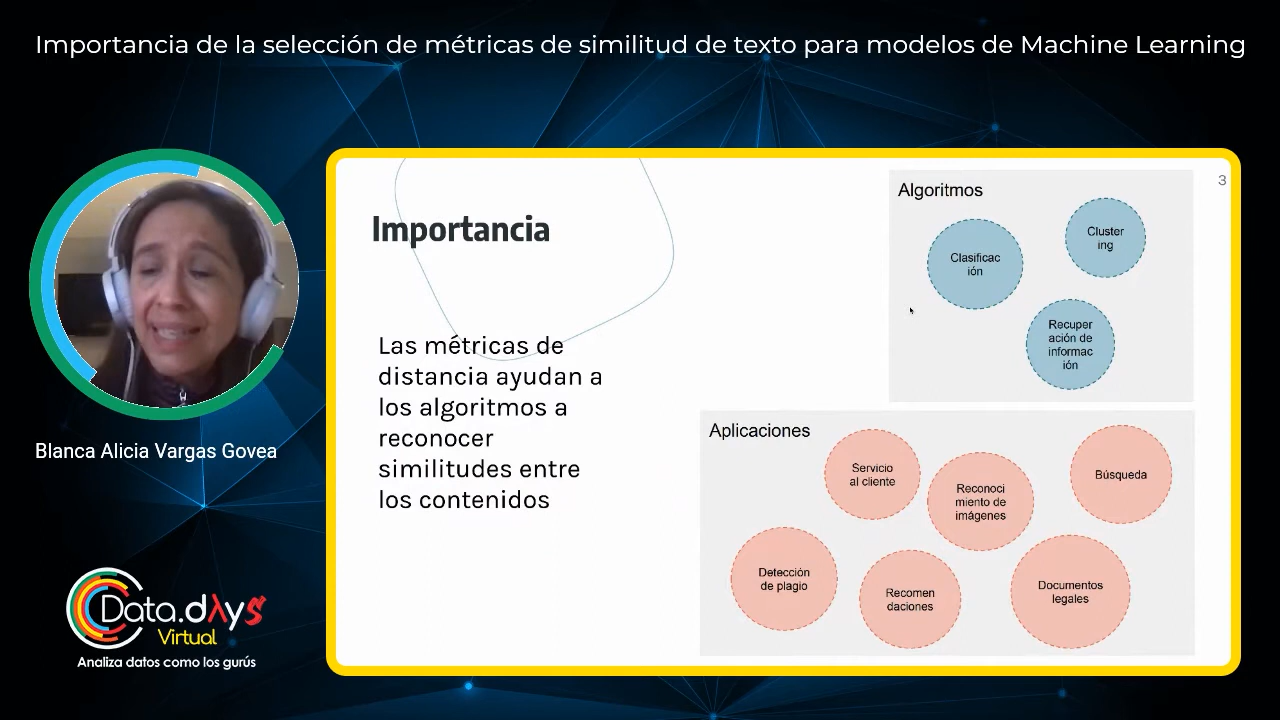 Importancia de la selección de métricas de similitud de texto para modelos de Machine Learning
Blanca Alicia Vargas Govea
Data.dAys
Virtual
Analiza datos como los gurús
3
Importancia
Las métricas de
distancia ayudan a
los algoritmos a
reconocer
similitudes entre
los contenidos
Algoritmos
Clasificac
ión
Cluster
ing
Recuper
ación de
informac
ión
Aplicaciones
Servicio
al cliente
Reconoci
miento de
imágenes
Búsqueda
Detección
de plagio
Recomen
daciones
Documentos
legales